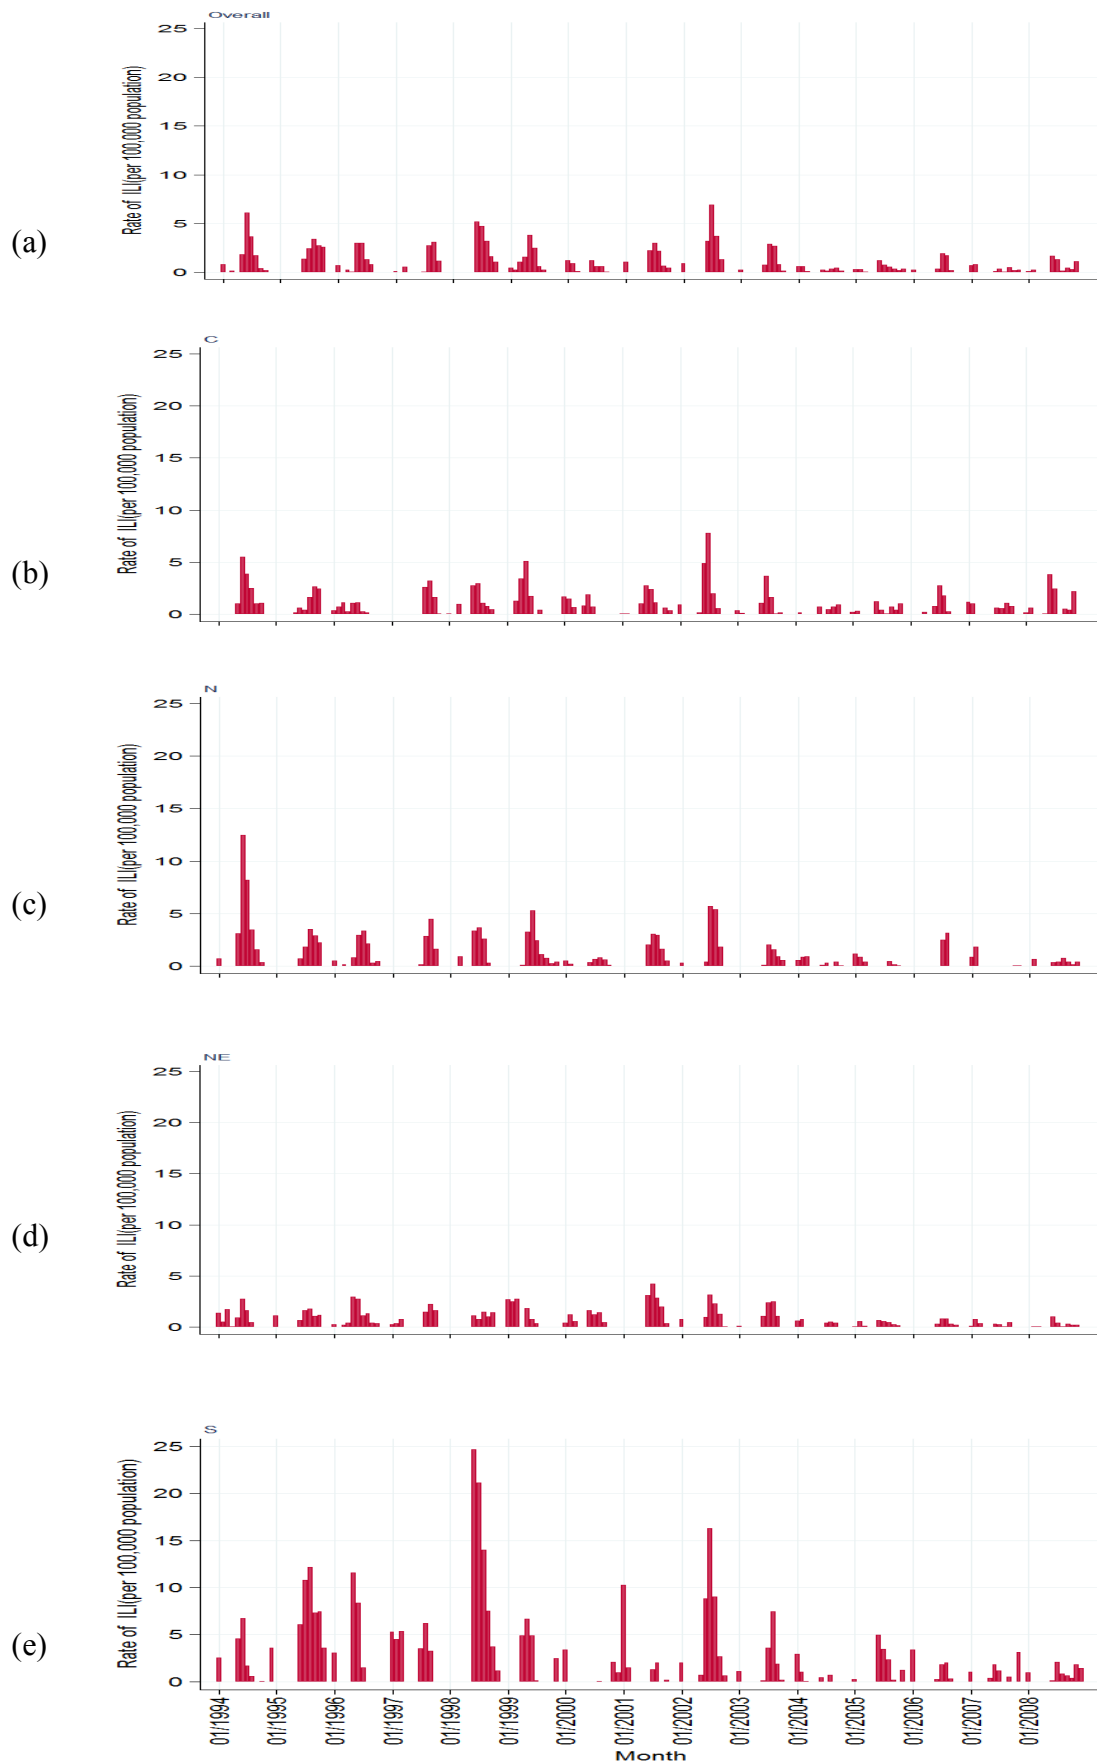 Overall
Rate of ILI(per 100,000 population)
25
20
15
10
5
0
(a)
C
Rate of ILI(per 100,000 population)
25
20
15
10
5
0
(b)
N
Rate of ILI(per 100,000 population)
25
20
15
10
5
0
(c)
NE
Rate of ILI(per 100,000 population)
25
20
15
10
5
0
(d)
S
Rate of ILI(per 100,000 population)
25
20
15
10
5
0
(e)
01/1994 01/1995 01/1996 01/1997 01/1998 01/1999 01/2000 01/2001 01/2002 01/2003 01/2004 01/2005 01/2006 01/2007 01/2008
Month